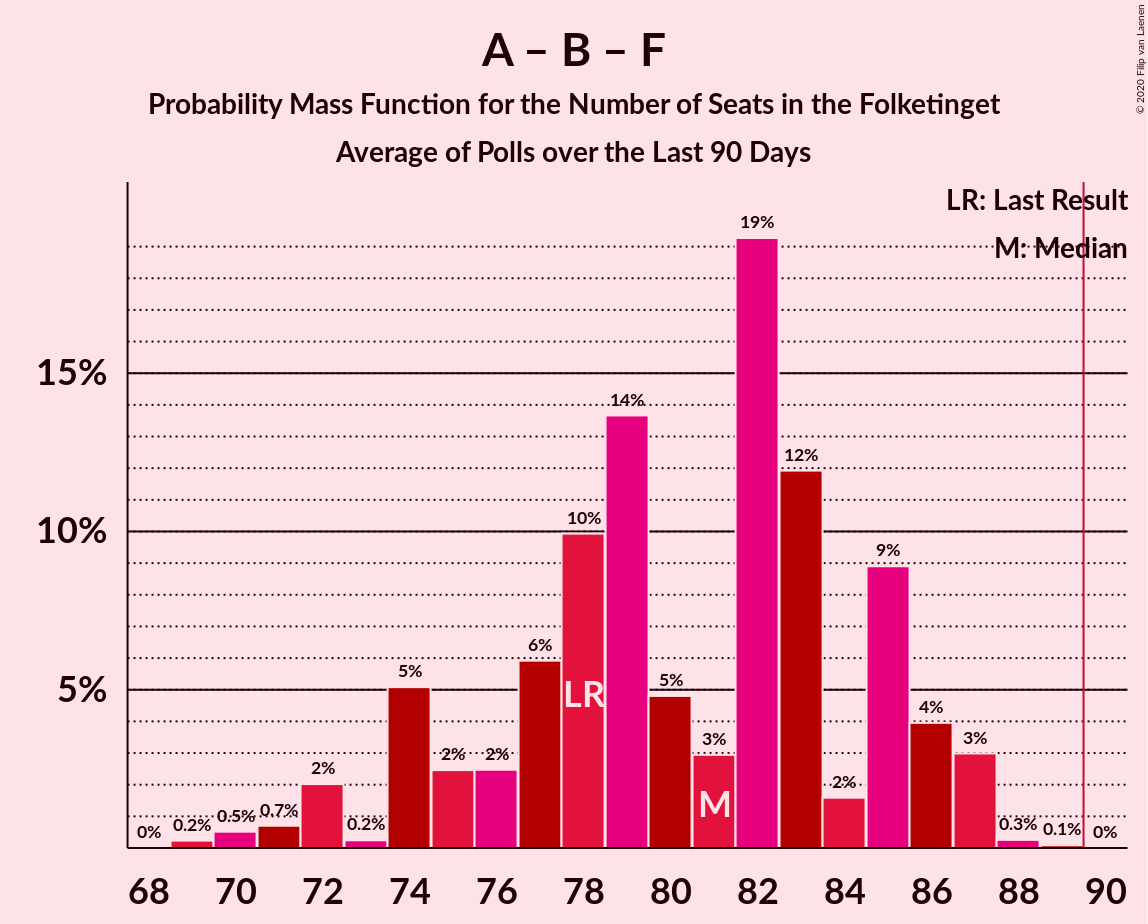 A – B – F
Probability Mass Function for the Number of Seats in the Folketinget
Average of Polls over the Last 90 Days
© 2020 Filip van Laenen
LR: Last Result
M: Median
19%
15%
14%
12%
10%
10%
9%
6%
5%
5%
5%
4%
3%
3%
2%
2%
2%
2%
0% 0.2% 0.5% 0.7% 0.2% 0.3% 0.1% 0%
LR
M
68 70 72 74 76 78 80 82 84 86 88 90